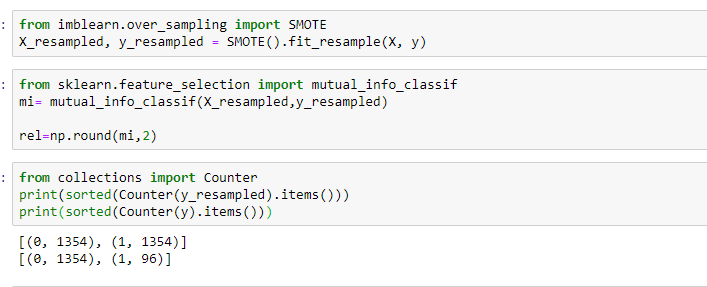 : from imblearn.over_sampling import SMOTE
X_resampled, y_resampled = SMOTE().fit_resample(X, y)
: from sklearn.feature_selection import mutual_info_classif
mi= mutual_info_classif(X_resampled,y_resampled)
rel=np.round(mi,2)
: from collections import Counter
print(sorted(Counter(y_resampled).items()))
print(sorted(Counter(y).items()))
[(0, 1354), (1, 1354)]
[(0, 1354), (1, 96)]